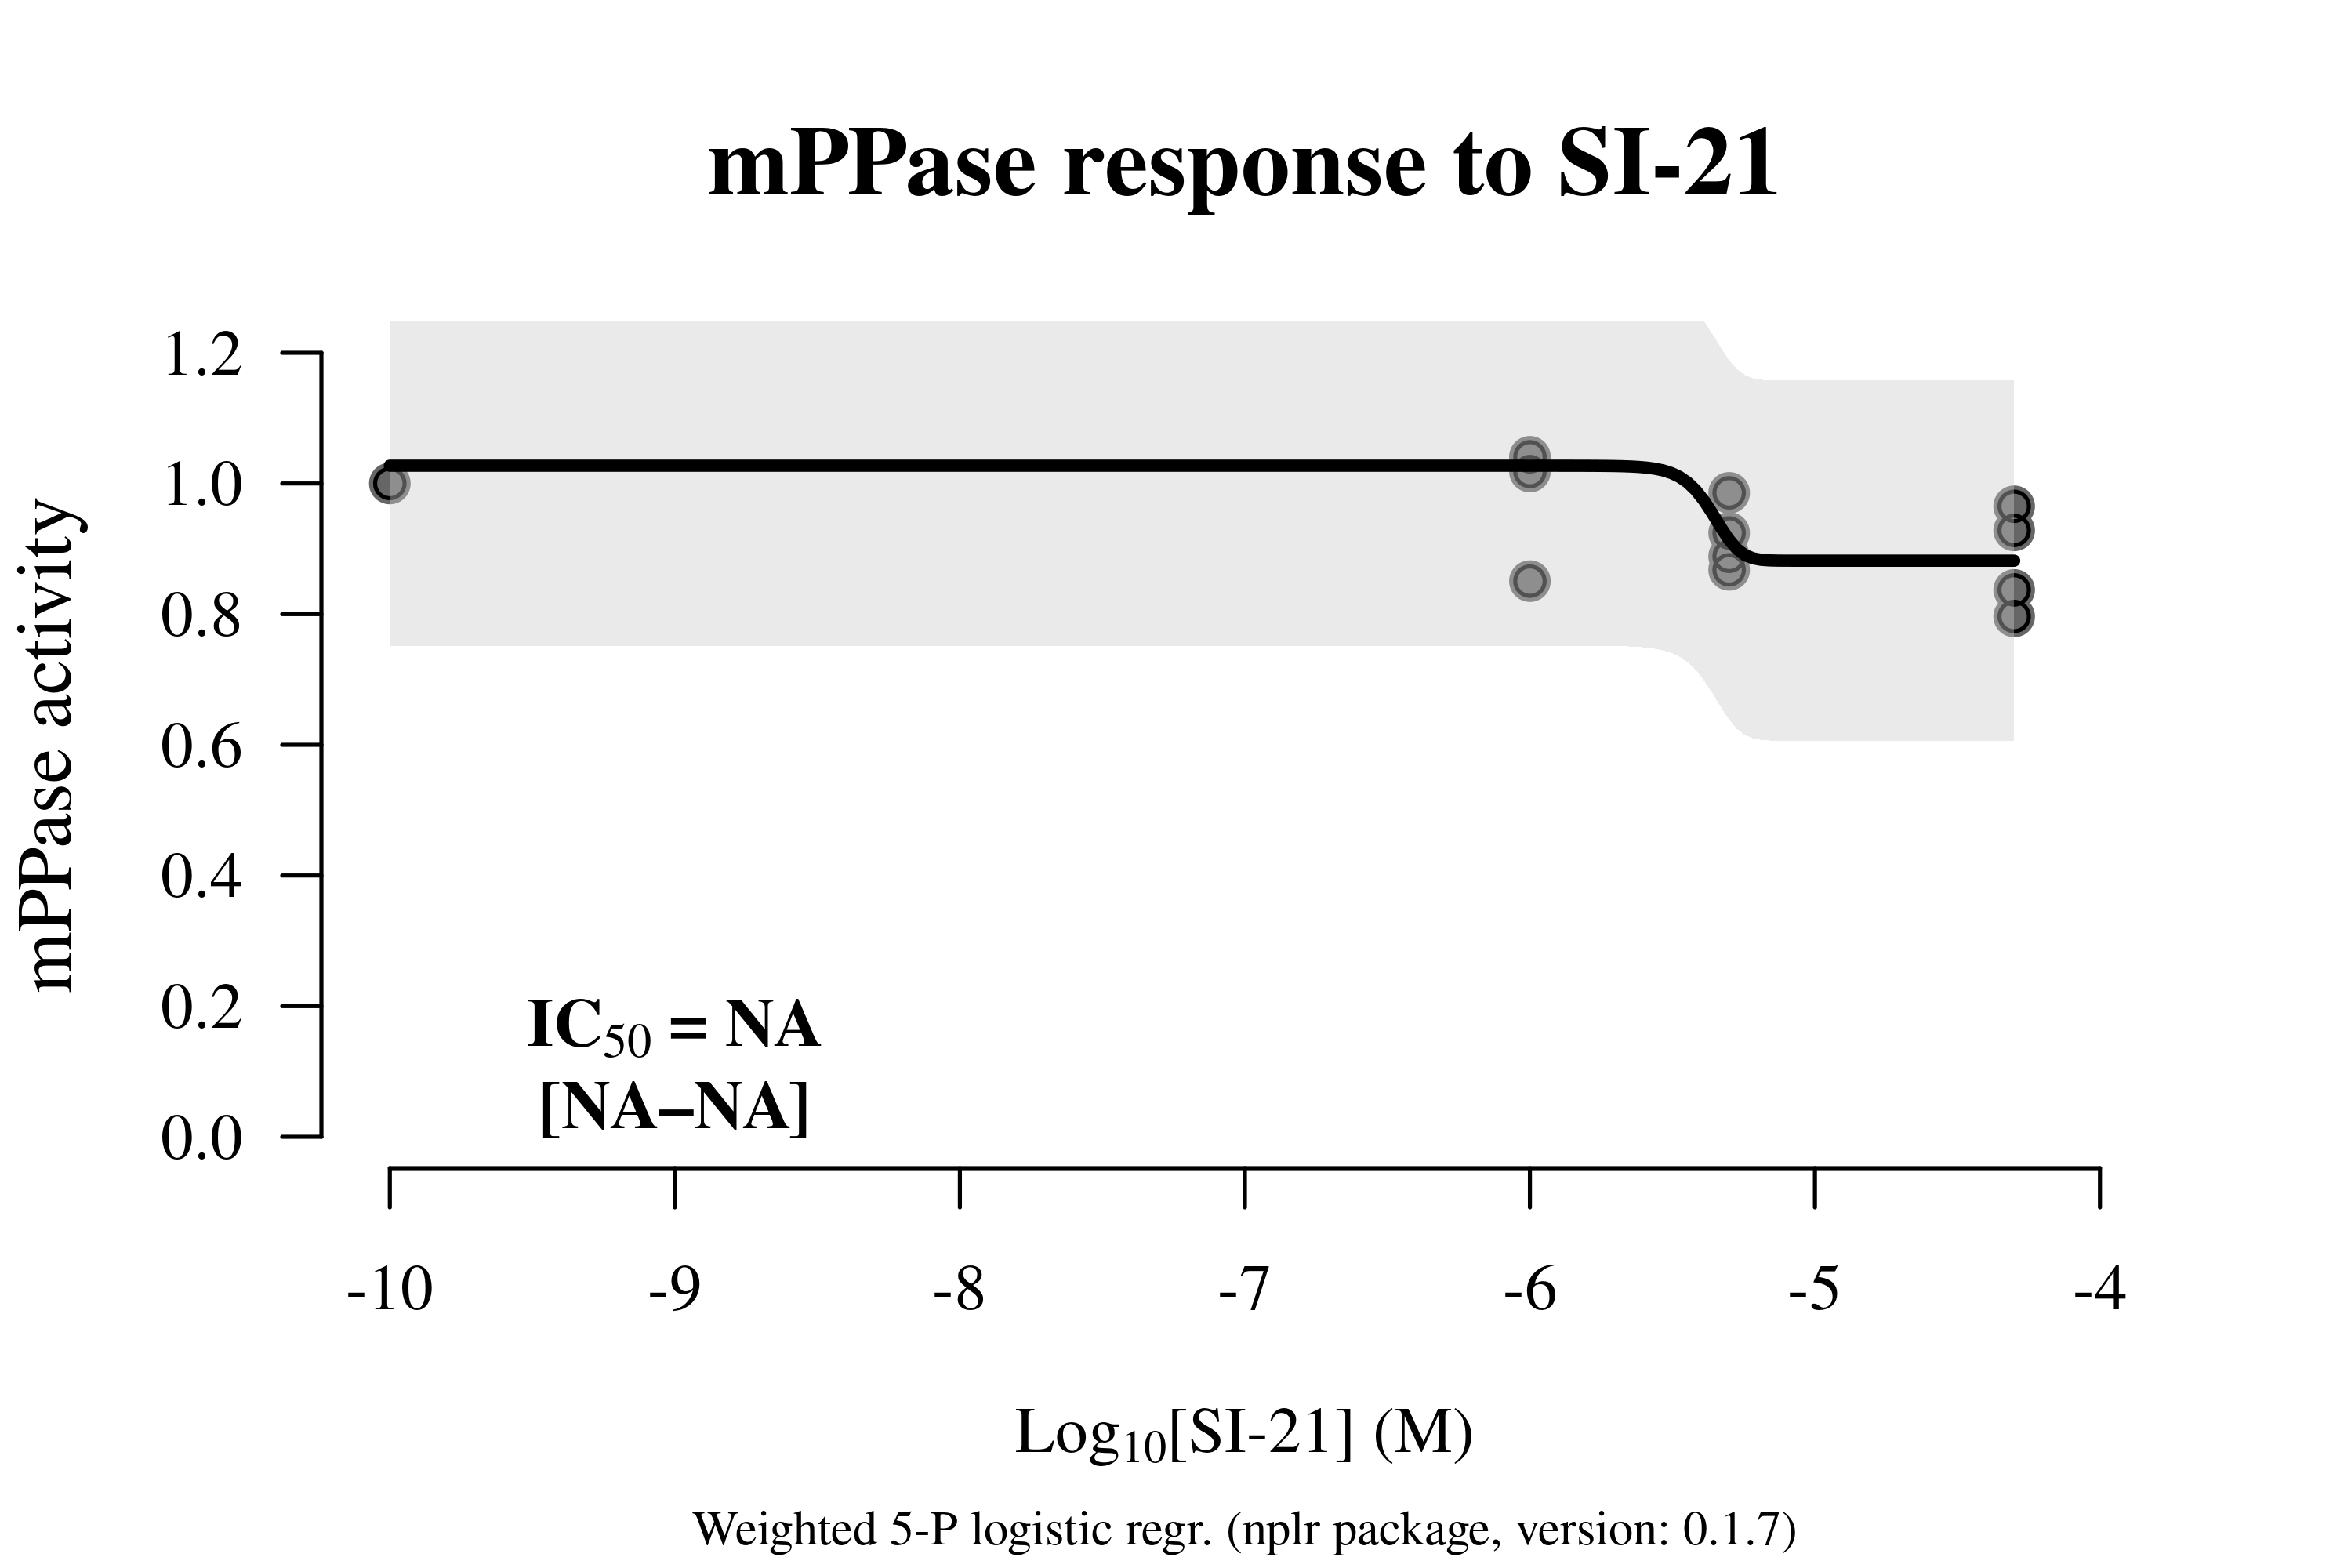 mPPase response to SI-21
mPPase activity
1.2
1.0
0.8
0.6
0.4
0.2
0.0
IC50 = NA
[NA–NA]
-10 -9 -8 -7 -6 -5 -4
Log10[SI-21] (M)
Weighted 5-P logistic regr. (nplr package, version: 0.1.7)